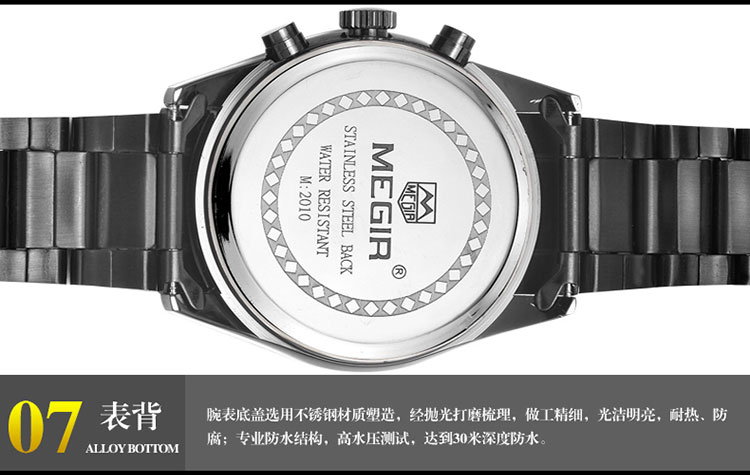 MEGIR
MEGIR ®
STAINLESS STEEL BACK
WATER RESISTANT
M:2010
07 表背
ALLOY BOTTOM
腕表底盖选用不锈钢材质塑造，经抛光打磨梳理，做工精细，光洁明亮，耐热、防
腐；专业防水结构，高水压测试，达到30米深度防水。